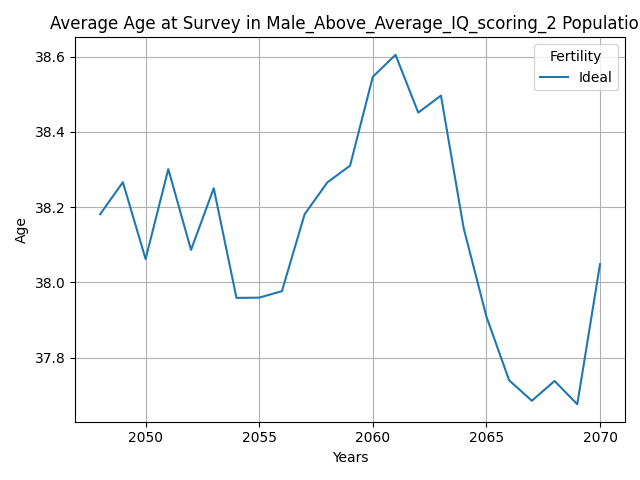 Average Age at Survey in Male_Above_Average_IQ_scoring_2 Populatio
Fertility
Ideal
38.6
38.4
38.2
38.0
37.8
Age
2050 2055 2060 2065 2070
Years